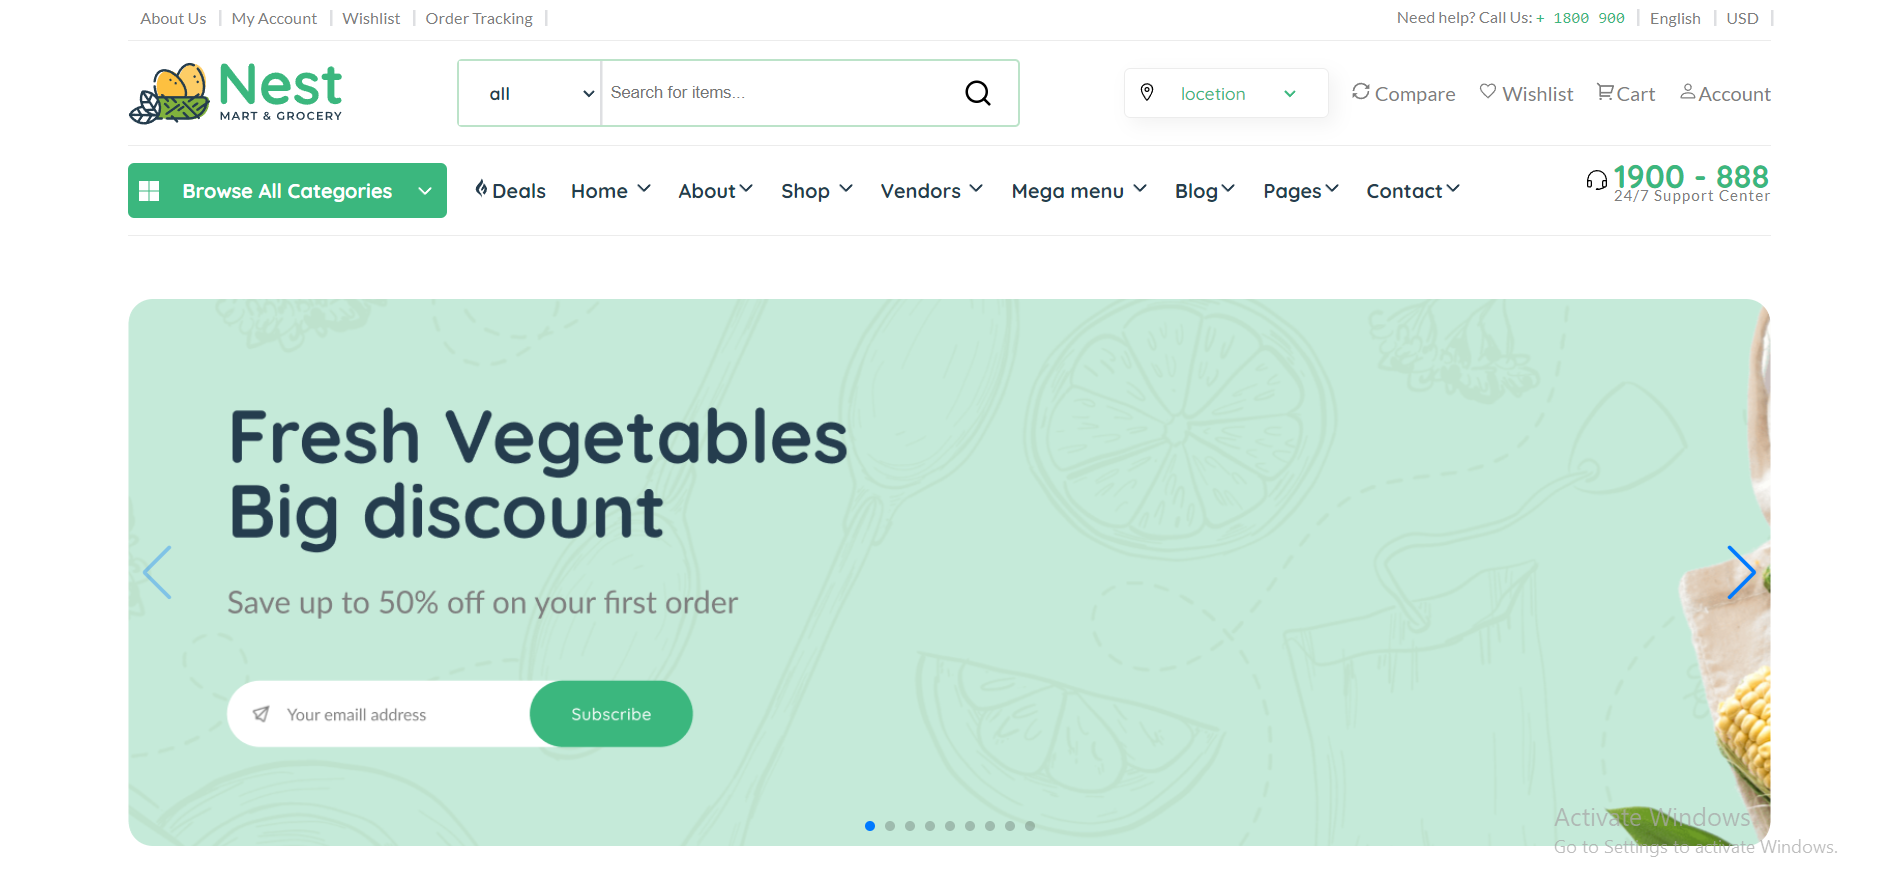 About Us | My Account | Wishlist | Order Tracking |
Need help? Call Us: + 1800 900 | English | USD |
Nest
MART & GROCERY
all
Search for items...
locetion
Compare
Wishlist
Cart
Account
Browse All Categories
Deals
Home
About
Shop
Vendors
Mega menu
Blog
Pages
Contact
1900 - 888
24/7 Support Center
Fresh Vegetables
Big discount
Save up to 50% off on your first order
Your emaill address
Subscribe
Activate Windows
Go to Settings to activate Windows.